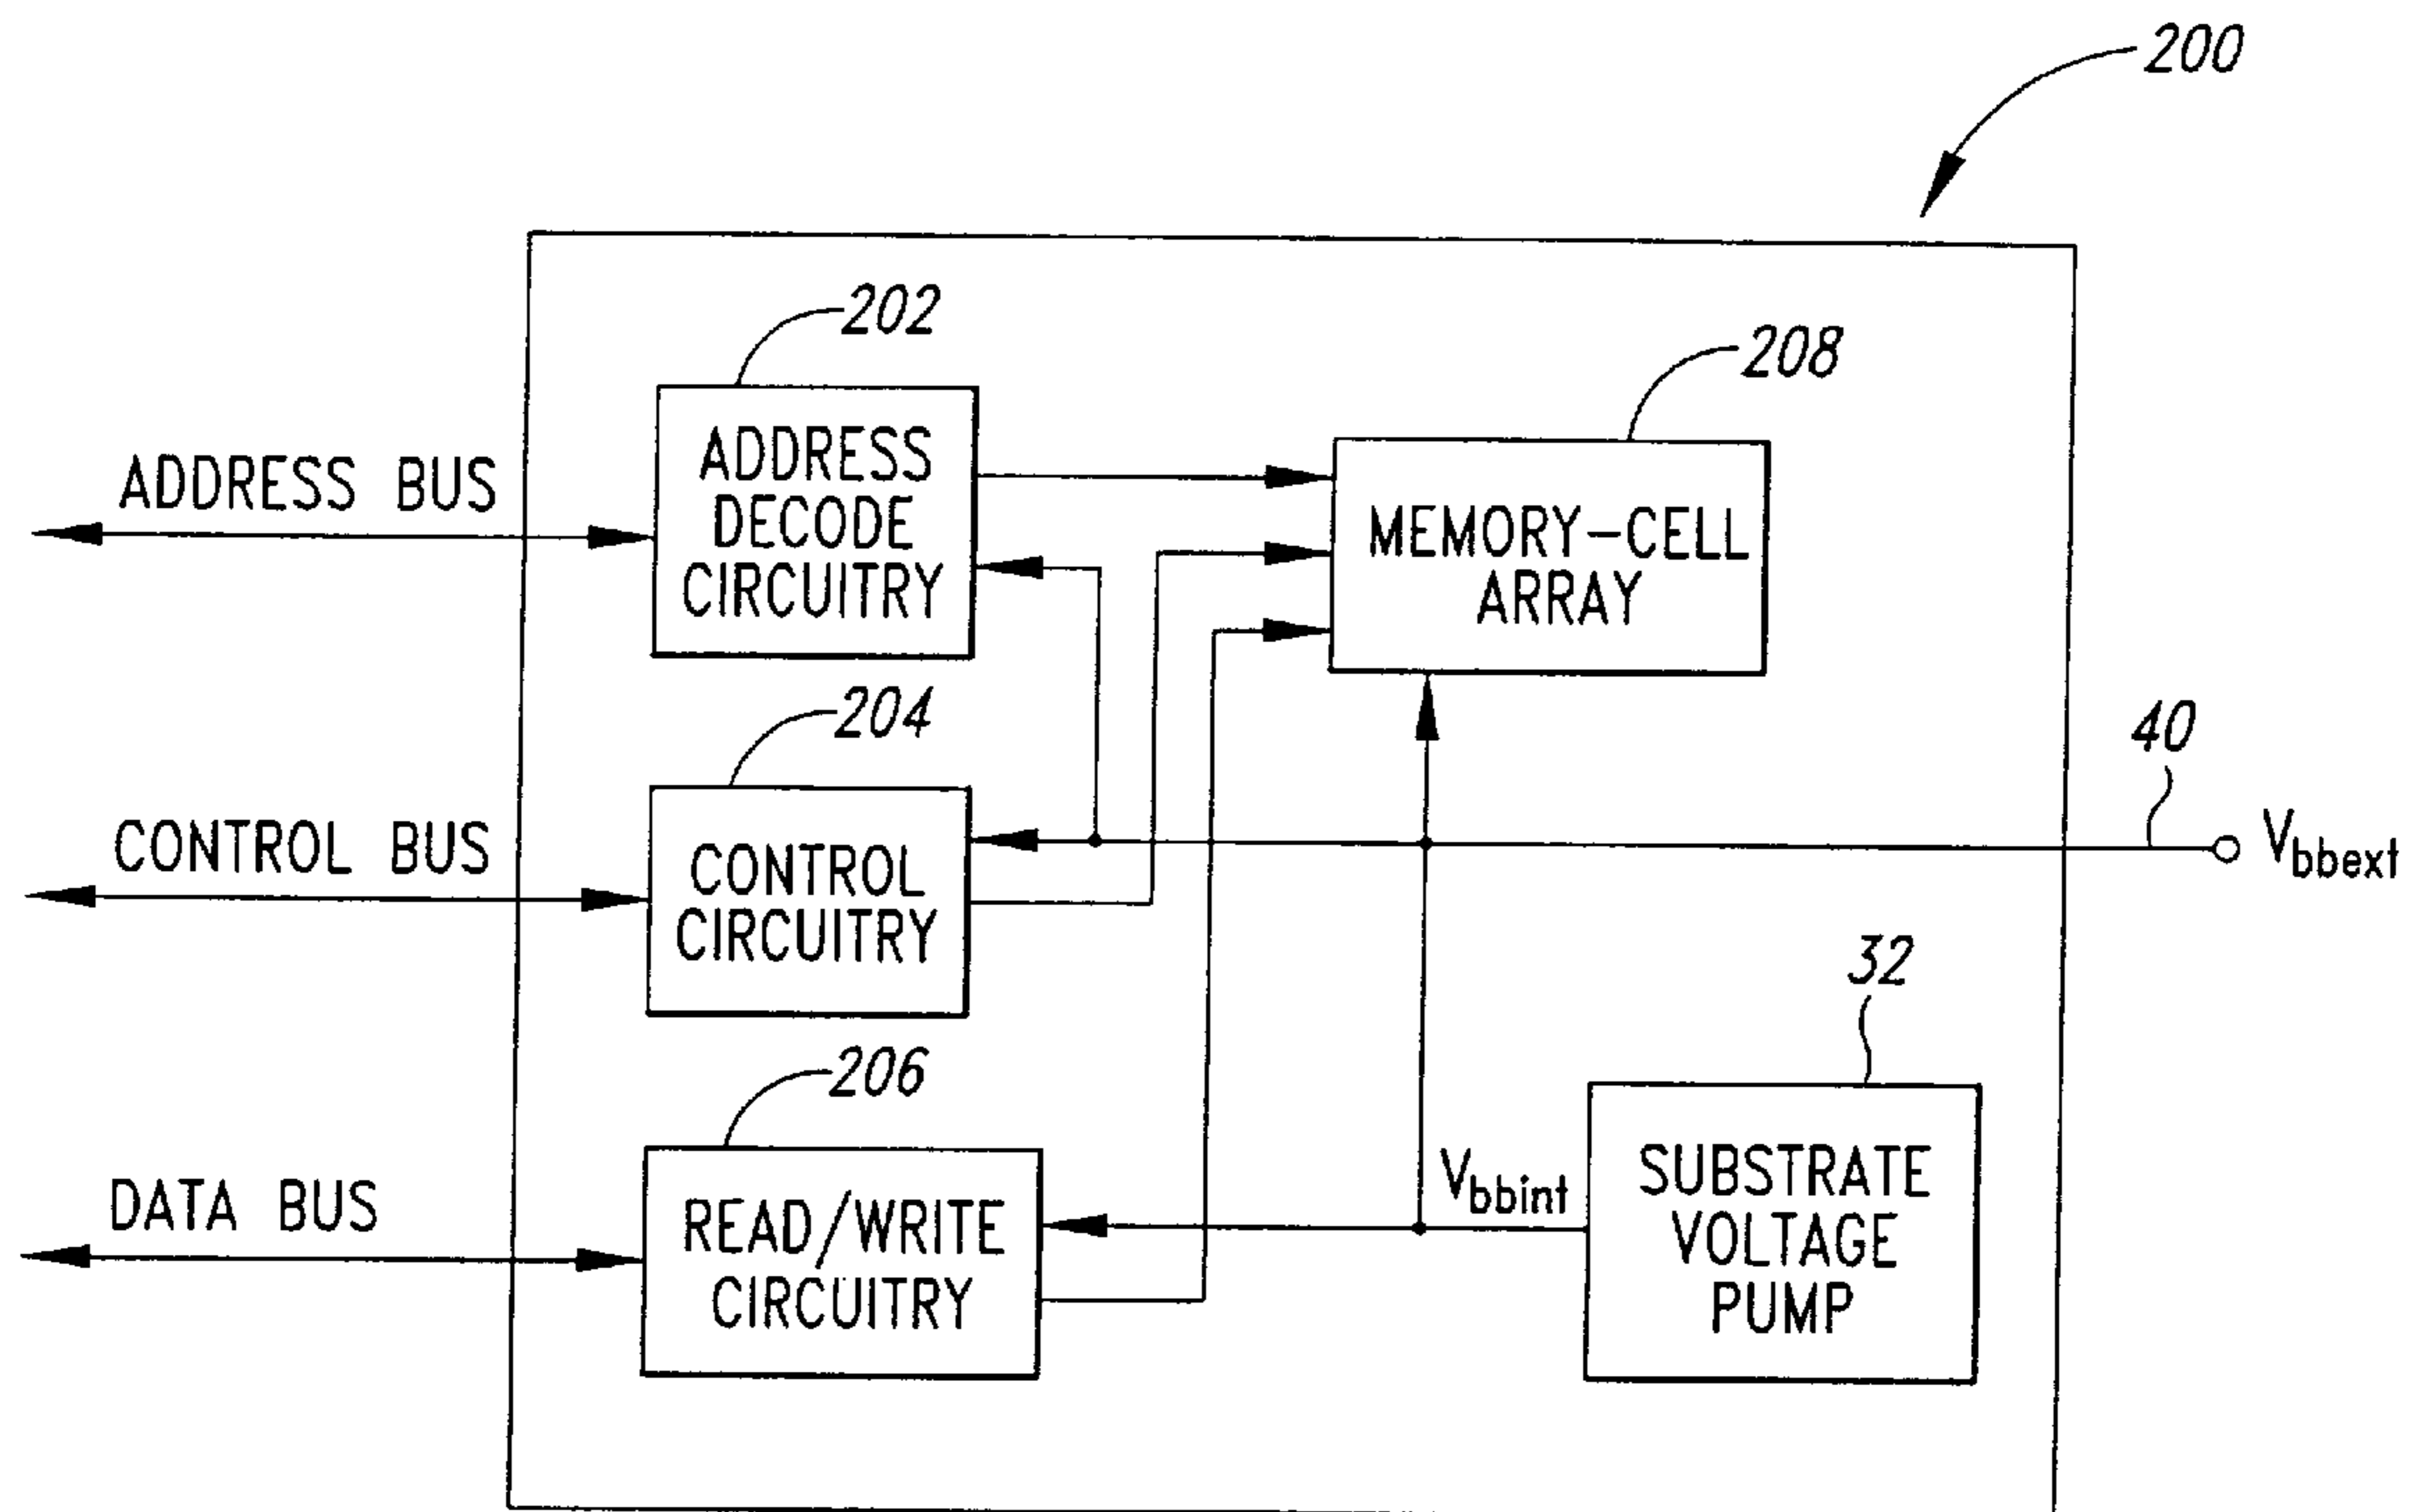 200
202
208
ADDRESS
DECODE
CIRCUITRY
ADDRESS BUS
MEMORY-CELL
ARRAY
204
40
CONTROL BUS
CONTROL
CIRCUITRY
Vbbext
32
206
DATA BUS
READ/WRITE
CIRCUITRY
Vbbint
SUBSTRATE
VOLTAGE
PUMP